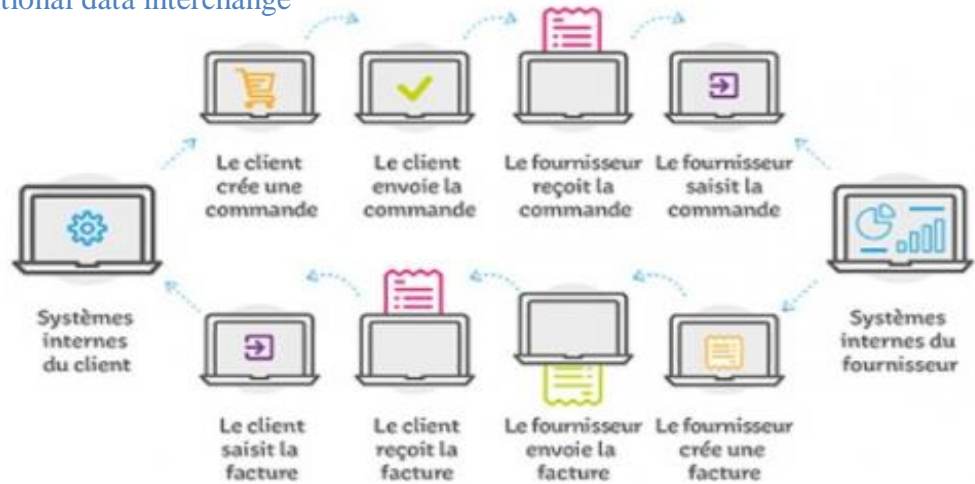 data interchange
Le client
crée une
commande
Le client
envoie la
commande
Le fournisseur
reçoit la
commande
Le fournisseur
saisit la
commande
Systèmes
internes
du client
Systèmes
internes du
fournisseur
Le client
saisit la
facture
Le client
reçoit la
facture
Le fournisseur
envoie la
facture
Le fournisseur
crée une
facture